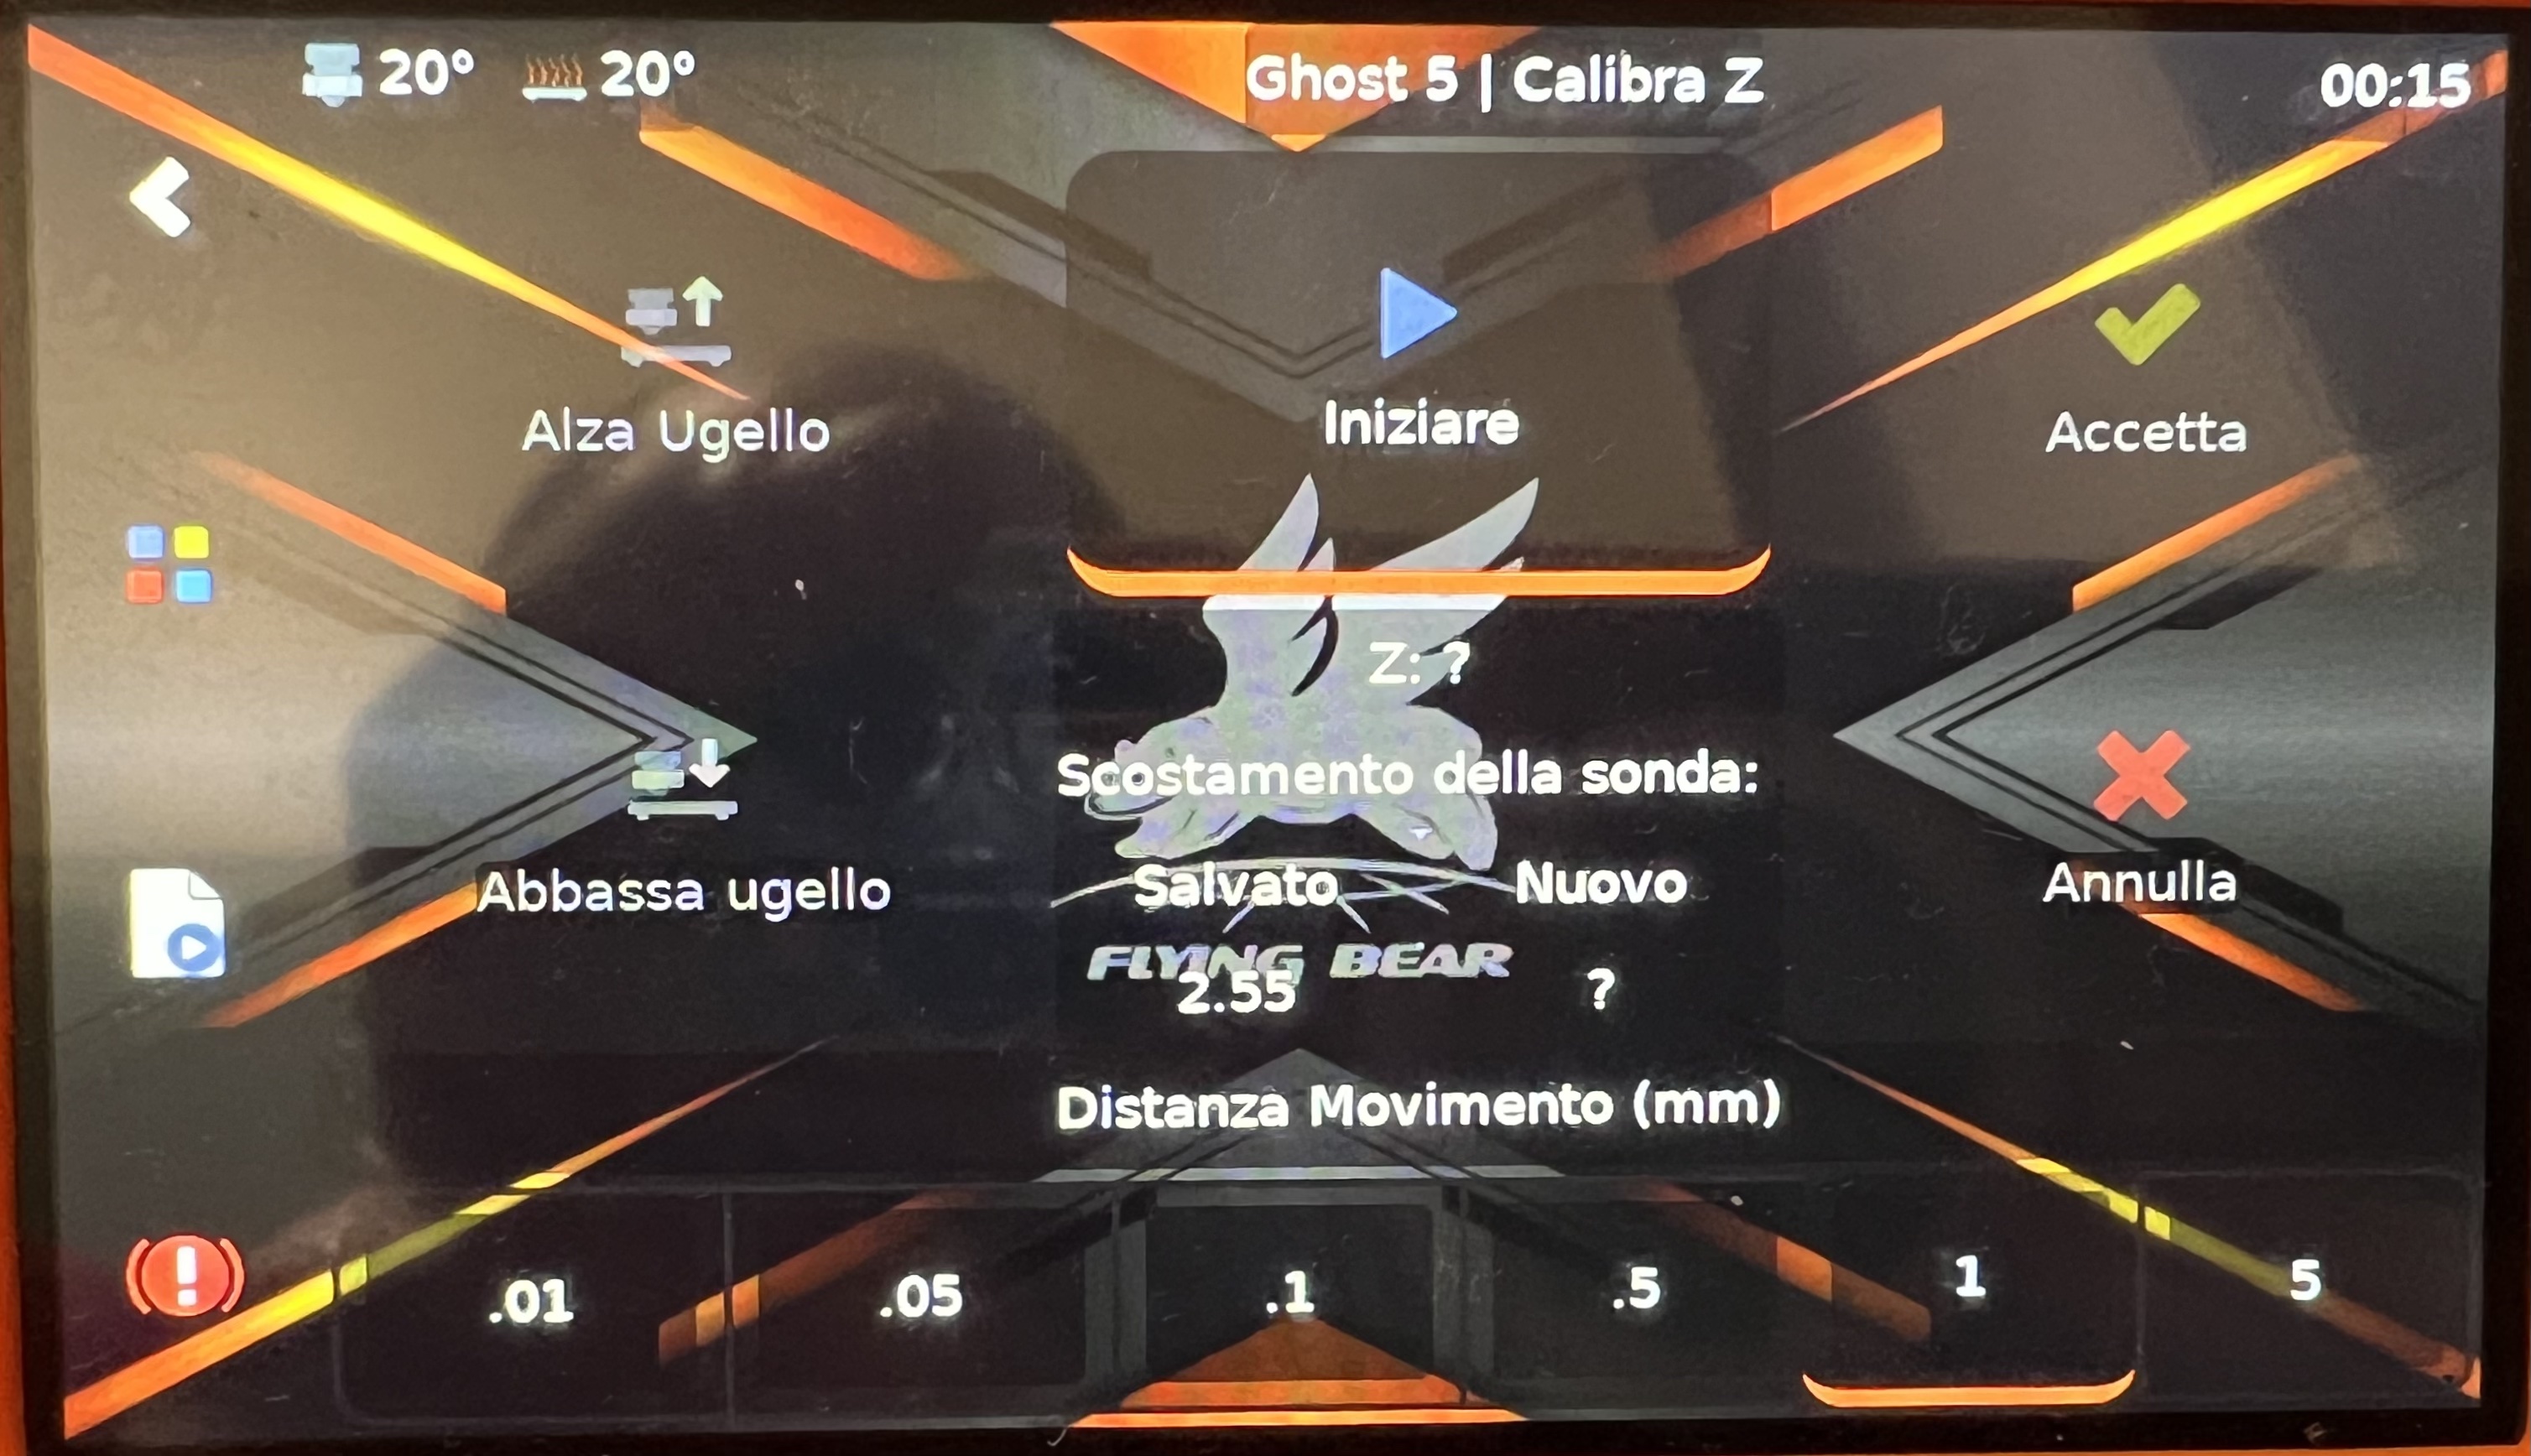 20° 20° Ghost 5 | Calibra Z 00:15
Alza Ugello Iniziare Accetta
Z: ?
Scostamento della sonda:
Abbassa ugello Salvato Nuovo Annulla
FLYING BEAR
2.55 ?
Distanza Movimento (mm)
.01 .05 .1 .5 1 5